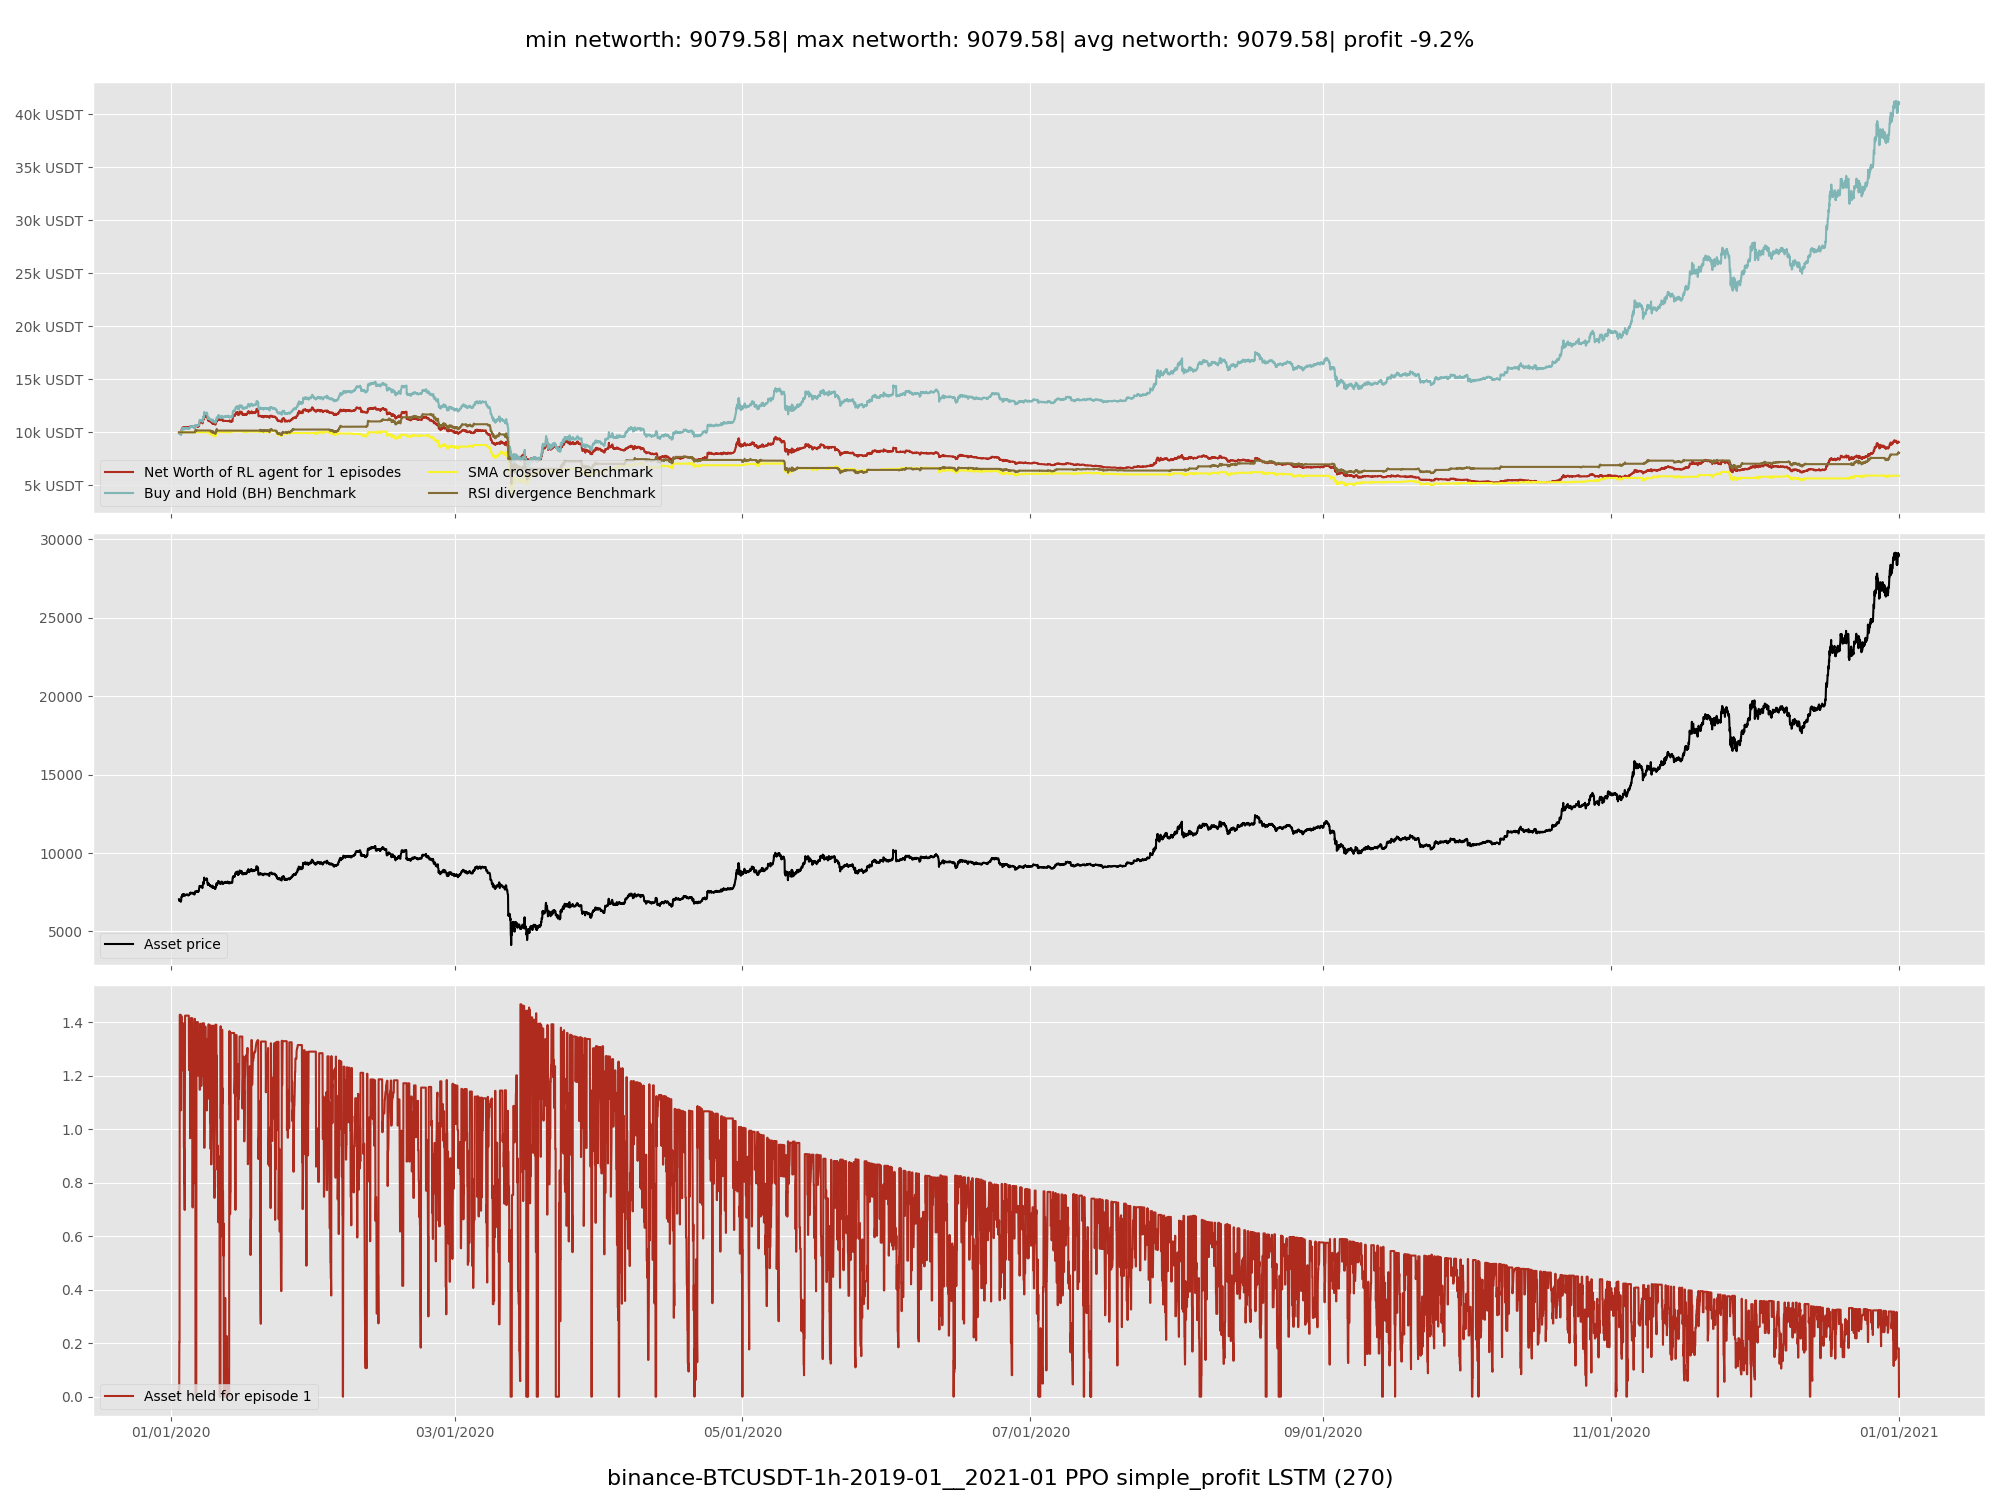 min networth: 9079.58| max networth: 9079.58| avg networth: 9079.58| profit -9.2%
40k USDT
35k USDT
30k USDT
25k USDT
20k USDT
15k USDT
10k USDT
5k USDT
Net Worth of RL agent for 1 episodes
Buy and Hold (BH) Benchmark
SMA crossover Benchmark
RSI divergence Benchmark
30000
25000
20000
15000
10000
5000
Asset price
1.4
1.2
1.0
0.8
0.6
0.4
0.2
0.0
Asset held for episode 1
01/01/2020 03/01/2020 05/01/2020 07/01/2020 09/01/2020 11/01/2020 01/01/2021
binance-BTCUSDT-1h-2019-01__2021-01 PPO simple_profit LSTM (270)